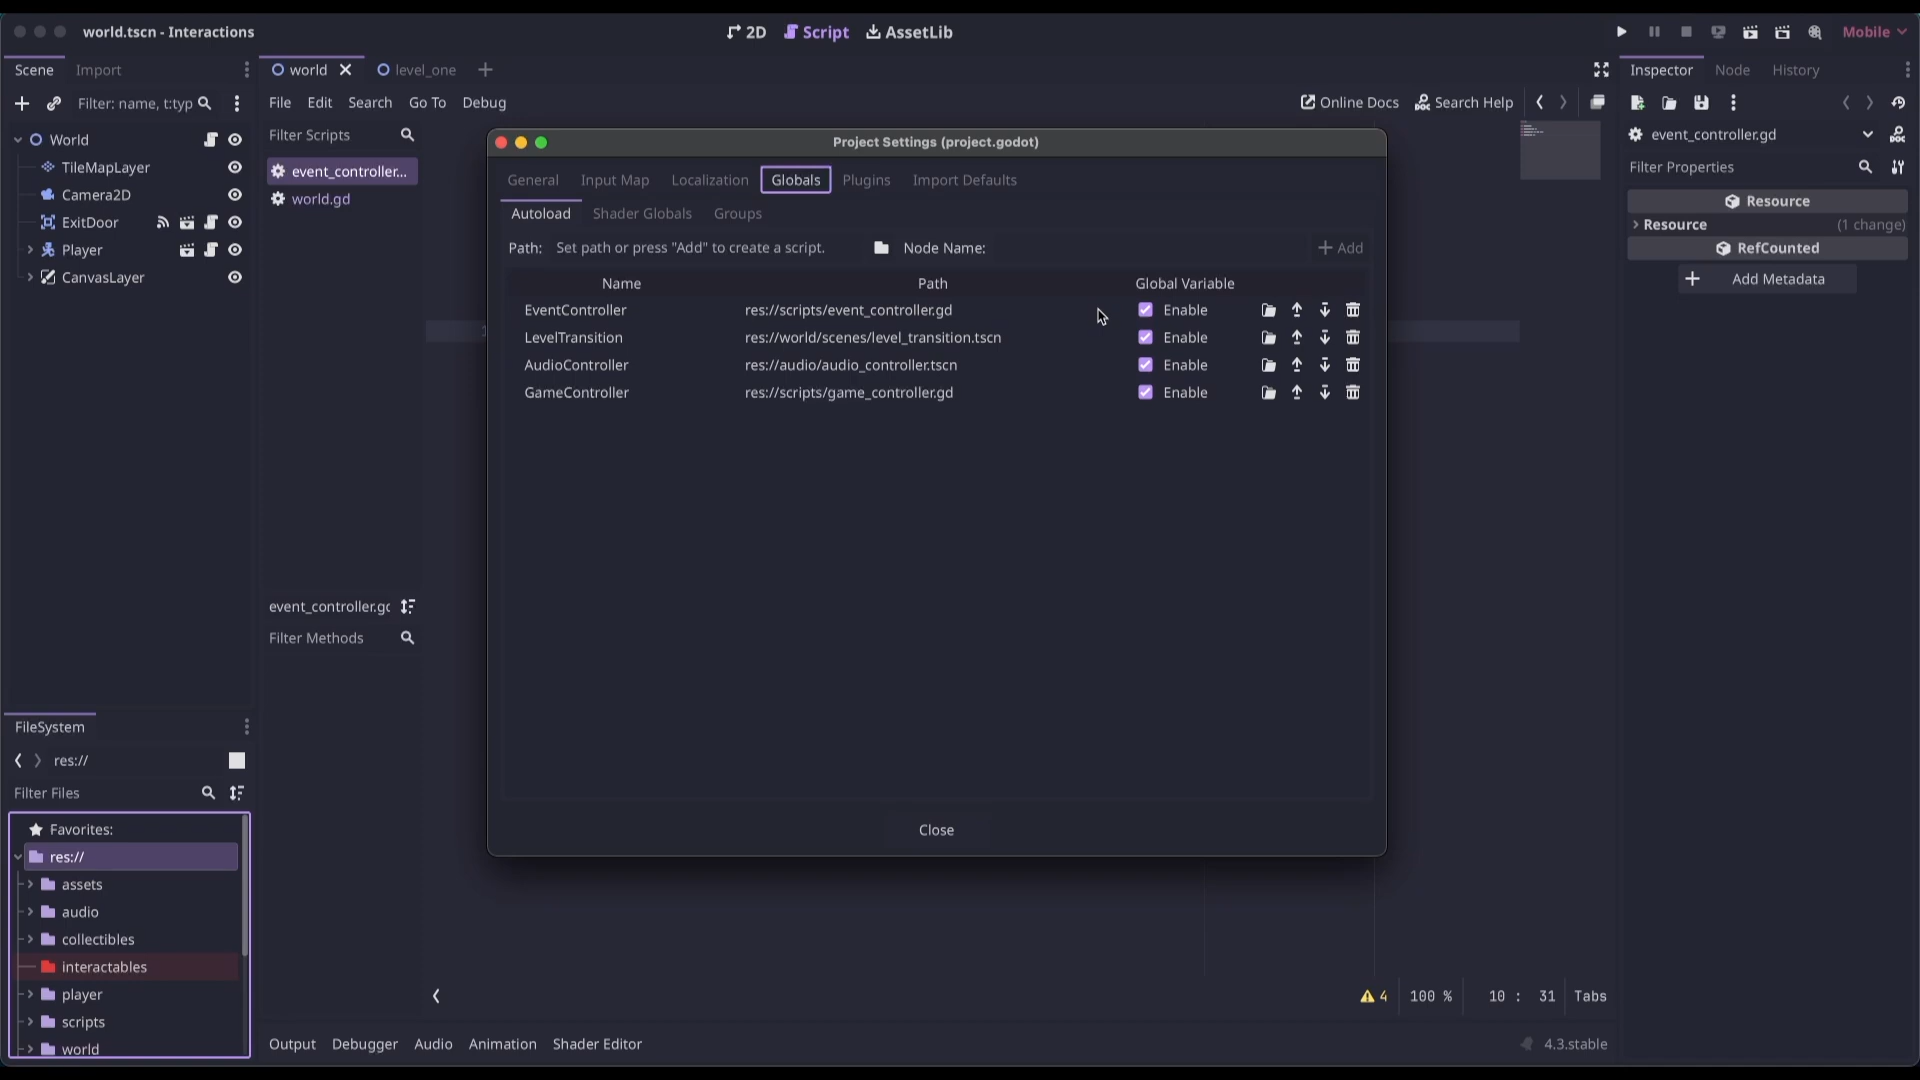 world.tscn - Interactions
2D
Script
AssetLib
Mobile
Scene
Import
world
level_one
Inspector
Node
History
Filter: name, t:typ
File
Edit
Search
Go To
Debug
Online Docs
Search Help
World
TileMapLayer
Camera2D
ExitDoor
Player
CanvasLayer
Filter Scripts
event_controller...
world.gd
event_controller.gd
Filter Properties
Resource
Resource
(1 change)
RefCounted
Add Metadata
Project Settings (project.godot)
General
Input Map
Localization
Globals
Plugins
Import Defaults
Autoload
Shader Globals
Groups
Path:
Set path or press "Add" to create a script.
Node Name:
Add
Name
Path
Global Variable
EventController
res://scripts/event_controller.gd
Enable
LevelTransition
res://world/scenes/level_transition.tscn
Enable
AudioController
res://audio/audio_controller.tscn
Enable
GameController
res://scripts/game_controller.gd
Enable
Close
event_controller.gd
Filter Methods
FileSystem
res://
Filter Files
Favorites:
res://
assets
audio
collectibles
interactables
player
scripts
world
4
100 %
10 : 31
Tabs
Output
Debugger
Audio
Animation
Shader Editor
4.3.stable